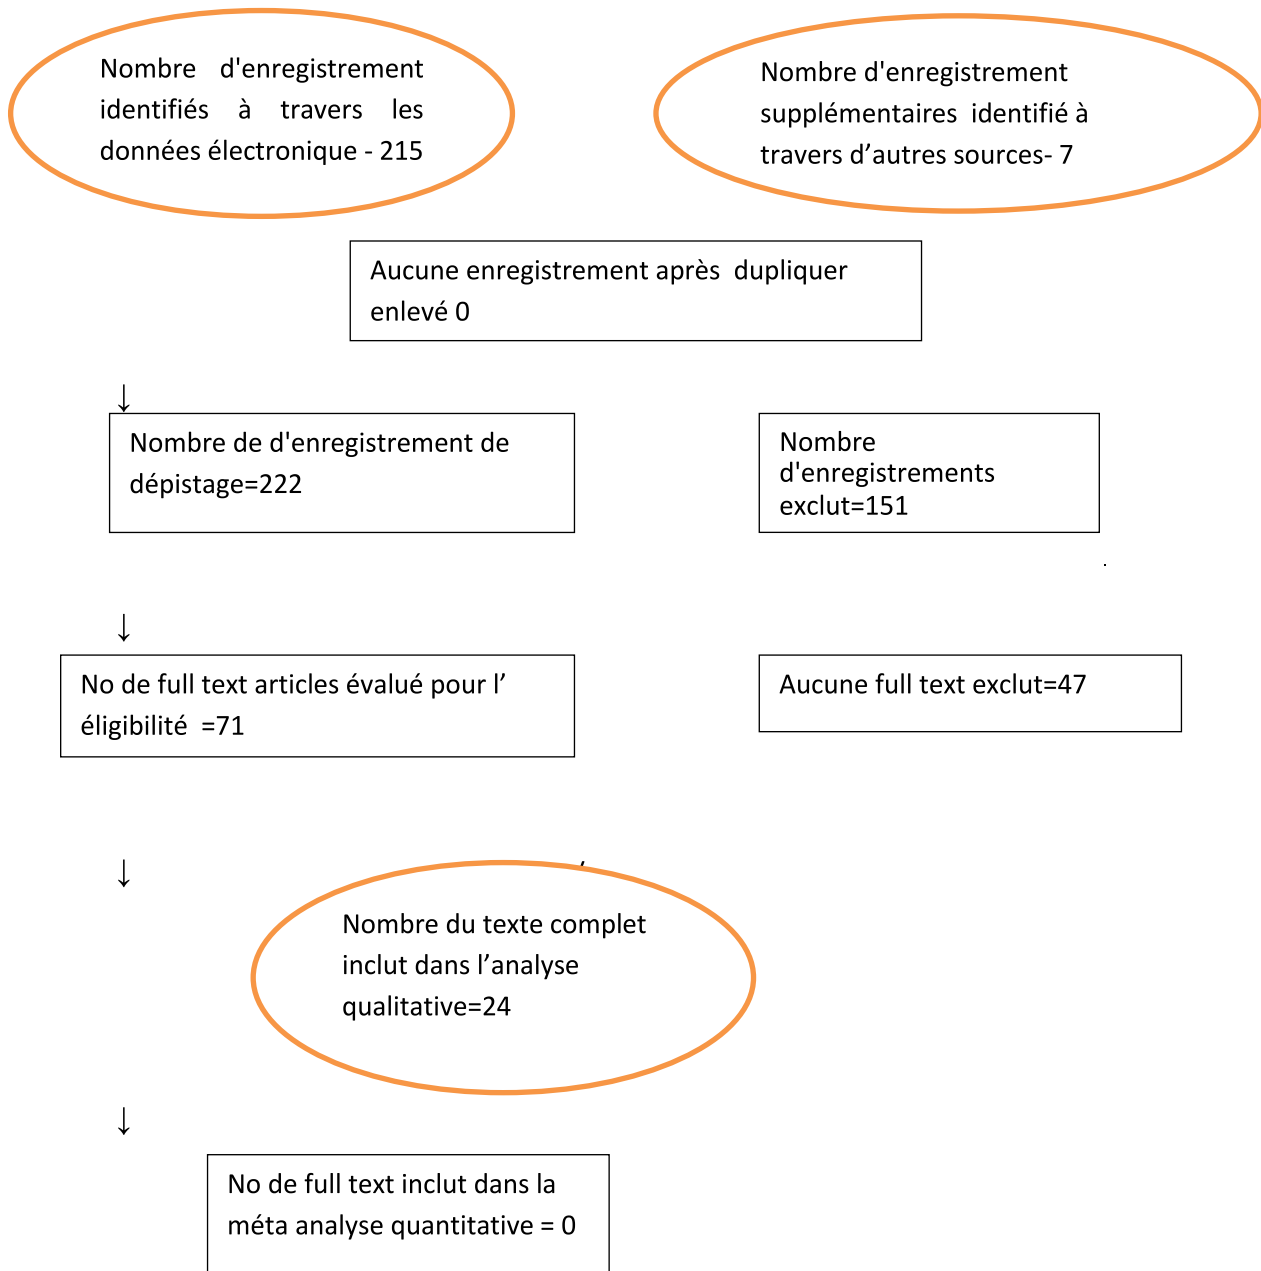 Nombre d'enregistrement
identifiés à travers les
données électronique - 215
Nombre d'enregistrement
supplémentaires identifié à
travers d’autres sources- 7
Aucune enregistrement après dupliquer
enlevé 0
↓
Nombre de d'enregistrement de
dépistage=222
Nombre
d'enregistrements
exclut=151
.
↓
No de full text articles évalué pour l’
éligibilité =71
Aucune full text exclut=47
↓
Nombre du texte complet
inclut dans l’analyse
qualitative=24
↓
No de full text inclut dans la
méta analyse quantitative = 0